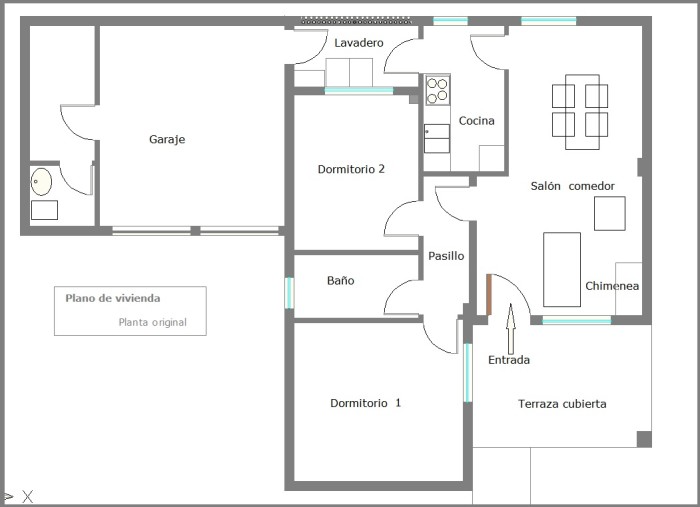 Lavadero
Garaje
Cocina
Dormitorio 2
Salón comedor
Pasillo
Baño
Chimenea
Plano de vivienda
Planta original
Entrada
Dormitorio 1
Terraza cubierta
> X